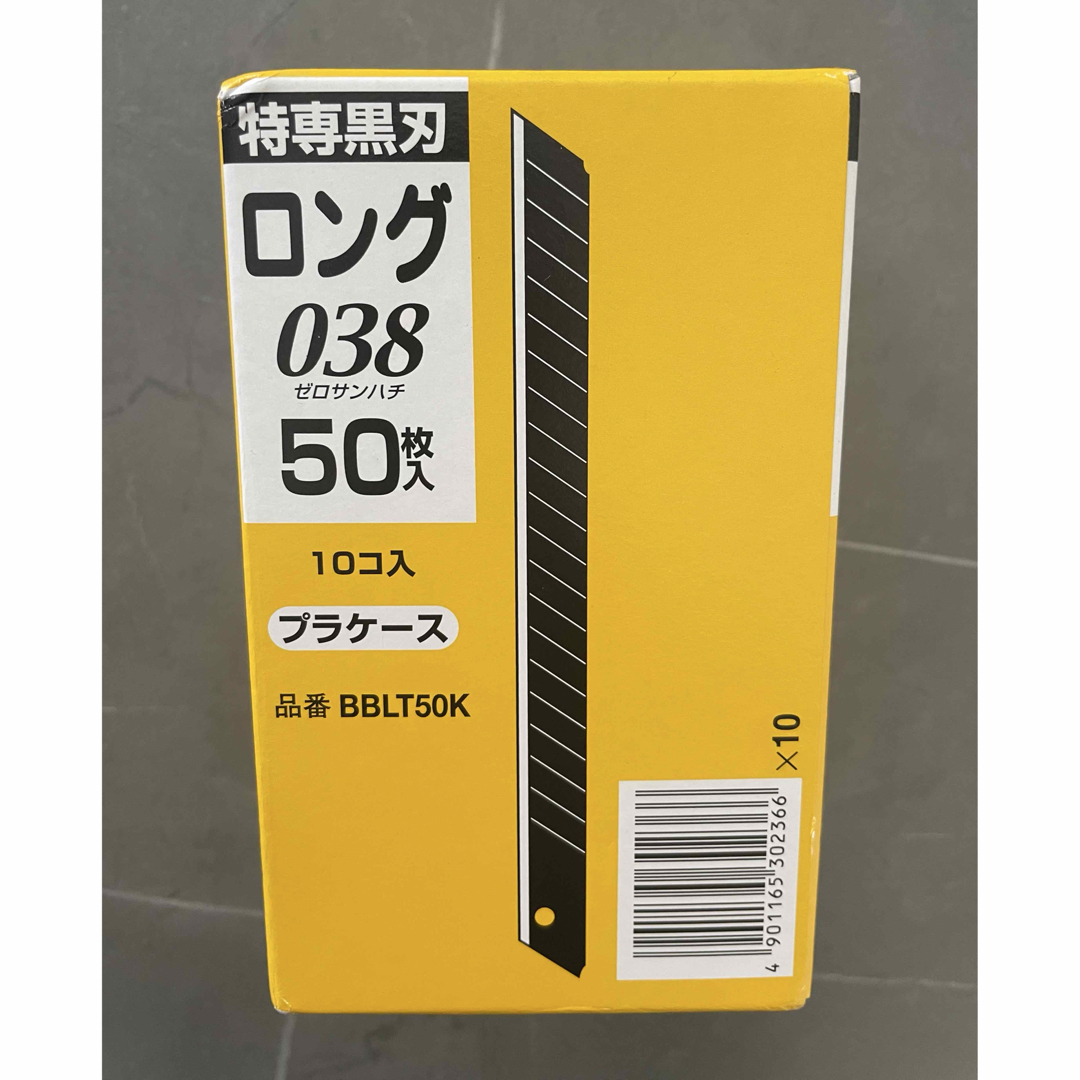 特専黒刃
ロング
038
ゼロサンハチ
50枚入
10コ入
プラケース
品番 BBLT50K
×10
4 901165 302366